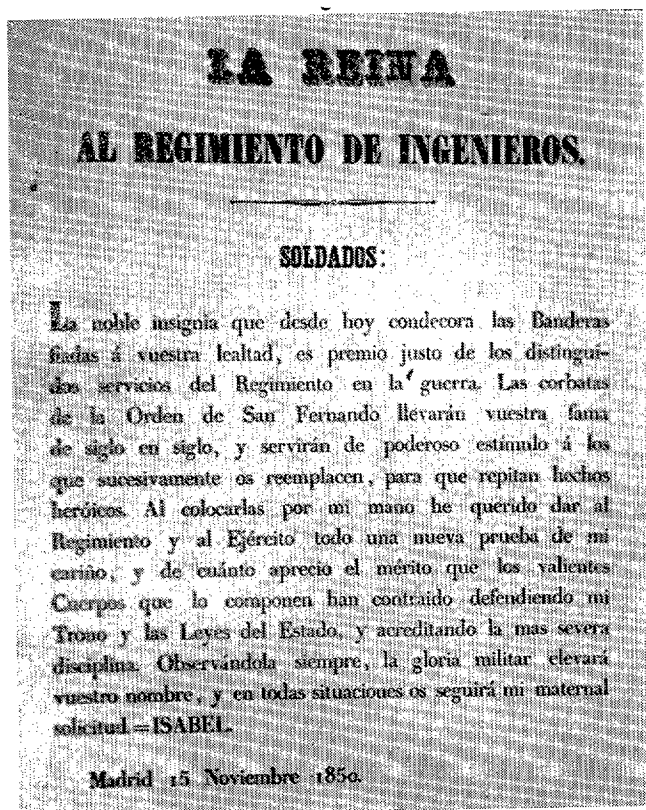 LA REINA
AL REGIMIENTO DE INGENIEROS.
SOLDADOS:
La noble insignia que desde hoy condecora las Banderas
fiadas á vuestra lealtad, es premio justo de los distingui-
dos servicios del Regimiento en la guerra. Las corbatas
de la Orden de San Fernando llevarán vuestra fama
de siglo en siglo, y servirán de poderoso estímulo á los
que sucesivamente os reemplacen, para que repitan hechos
heróicos. Al colocarlas por mi mano he querido dar al
Regimiento y al Ejército todo una nueva prueba de mi
cariño, y de cuánto aprecio el mérito que los valientes
Cuerpos que lo componen han contraido defendiendo mi
Trono y las Leyes del Estado, y acreditando la mas severa
disciplina. Observándola siempre, la gloria militar elevará
vuestro nombre, y en todas situaciones os seguirá mi maternal
solicitud.=ISABEL.
Madrid 15 Noviembre 1850.